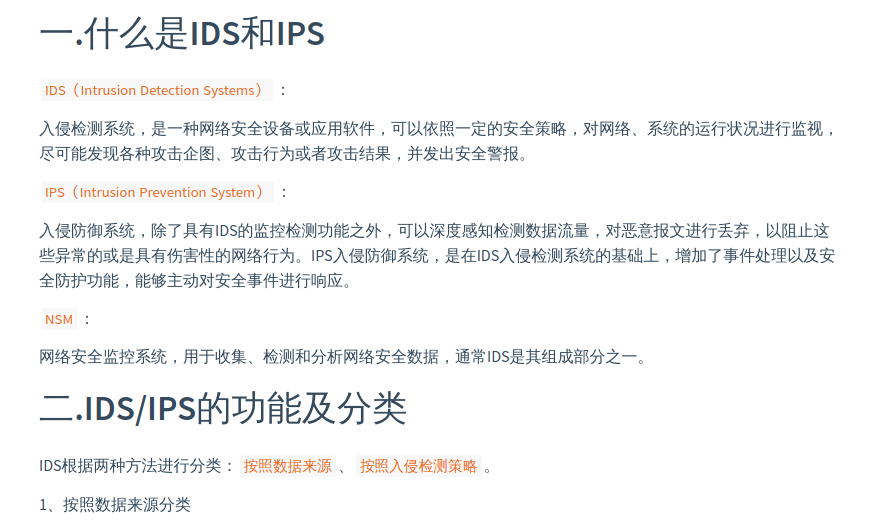 一.什么是IDS和IPS
IDS（Intrusion Detection Systems）：
入侵检测系统，是一种网络安全设备或应用软件，可以依照一定的安全策略，对网络、系统的运行状况进行监视，
尽可能发现各种攻击企图、攻击行为或者攻击结果，并发出安全警报。
IPS（Intrusion Prevention System）：
入侵防御系统，除了具有IDS的监控检测功能之外，可以深度感知检测数据流量，对恶意报文进行丢弃，以阻止这
些异常的或是具有伤害性的网络行为。IPS入侵防御系统，是在IDS入侵检测系统的基础上，增加了事件处理以及安
全防护功能，能够主动对安全事件进行响应。
NSM：
网络安全监控系统，用于收集、检测和分析网络安全数据，通常IDS是其组成部分之一。
二.IDS/IPS的功能及分类
IDS根据两种方法进行分类：按照数据来源、按照入侵检测策略。
1、按照数据来源分类